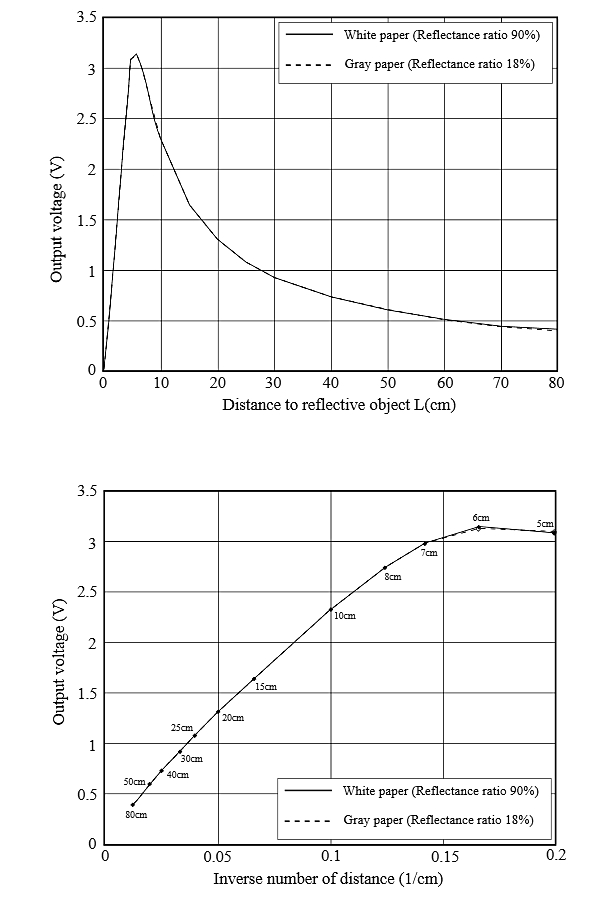 3.5
White paper (Reflectance ratio 90%)
Gray paper (Reflectance ratio 18%)
3
2.5
2
1.5
1
0.5
0
Output voltage (V)
0 10 20 30 40 50 60 70 80
Distance to reflective object L(cm)
3.5
3
2.5
2
1.5
1
0.5
0
Output voltage (V)
6cm
5cm
7cm
8cm
10cm
15cm
20cm
25cm
30cm
40cm
50cm
80cm
White paper (Reflectance ratio 90%)
Gray paper (Reflectance ratio 18%)
0 0.05 0.1 0.15 0.2
Inverse number of distance (1/cm)